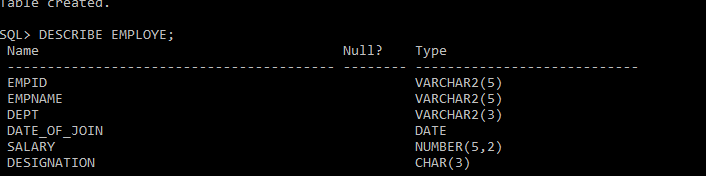 Table created.
SQL> DESCRIBE EMPLOYE;
Name Null? Type
----------------------------------------- -------- ----------------------------
EMPID VARCHAR2(5)
EMPNAME VARCHAR2(5)
DEPT VARCHAR2(3)
DATE_OF_JOIN DATE
SALARY NUMBER(5,2)
DESIGNATION CHAR(3)